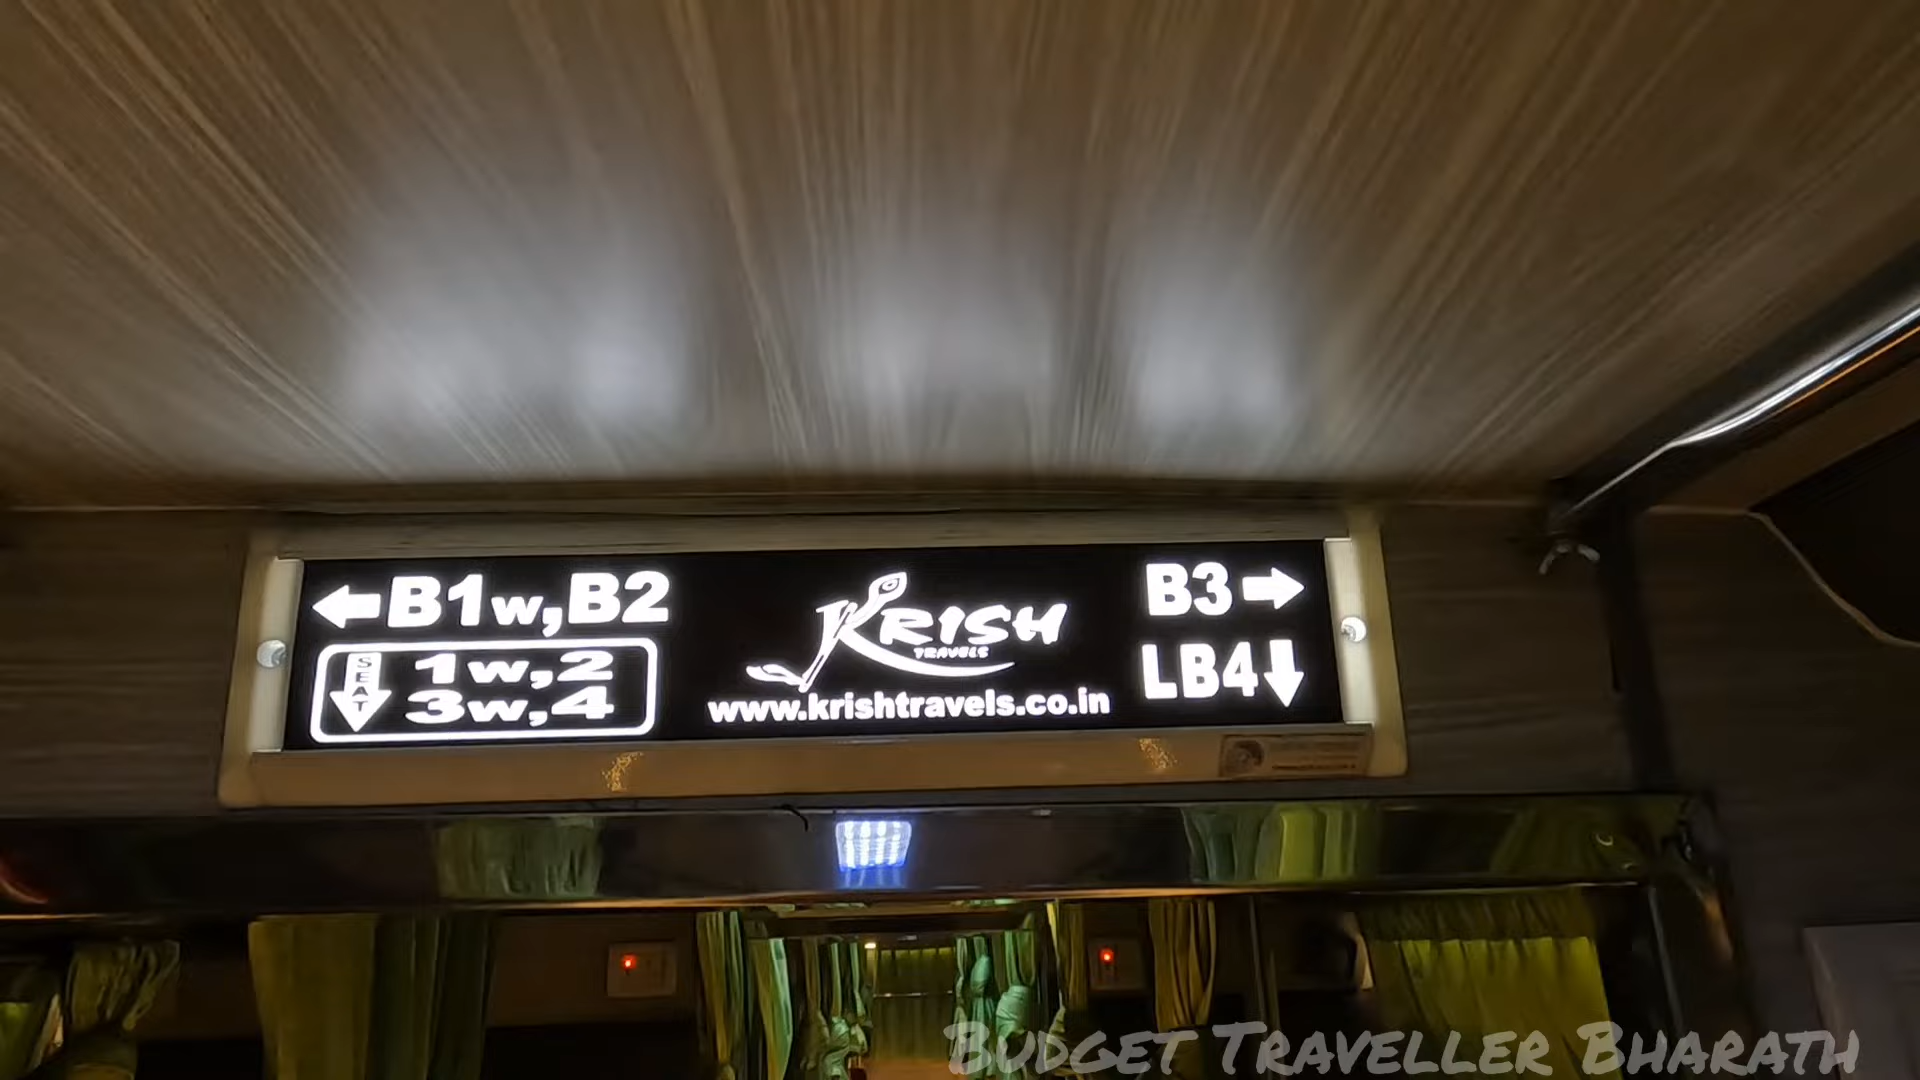 B1w,B2
SEAT
1w,2
3w,4
KRISH
TRAVELS
www.krishtravels.co.in
B3
LB4
BUDGET TRAVELLER BHARATH